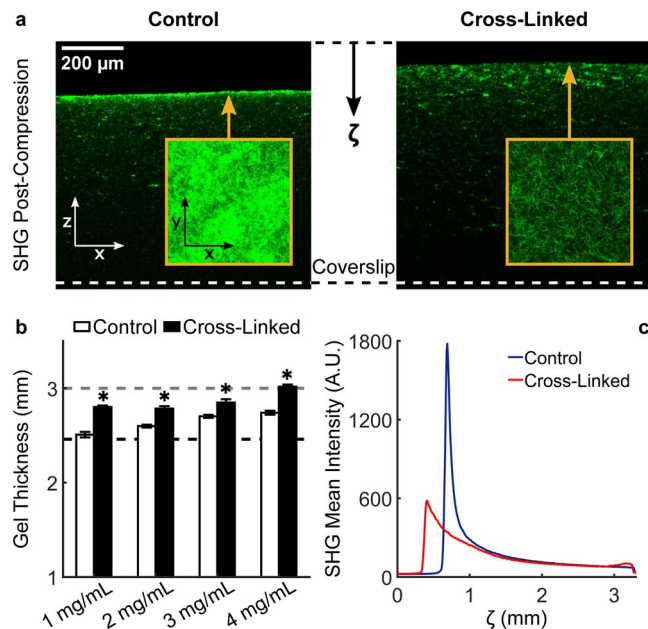 a
Control
Cross-Linked
SHG Post-Compression
200 µm
ζ
z
x
y
x
Coverslip
b
Control
Cross-Linked
Gel Thickness (mm)
3
2
1
* * * *
1 mg/mL
2 mg/mL
3 mg/mL
4 mg/mL
c
Control
Cross-Linked
SHG Mean Intensity (A.U.)
1800
1200
600
0
0 1 2 3
ζ (mm)